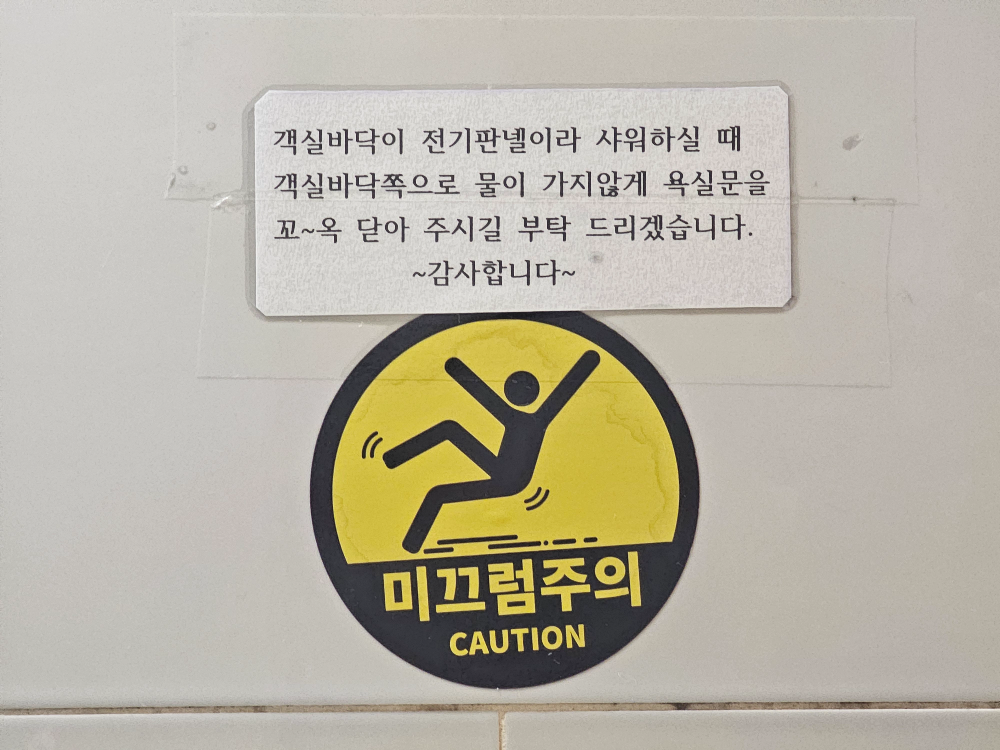 객실바닥이 전기판넬이라 샤워하실 때
객실바닥쪽으로 물이 가지않게 욕실문을
꼬~옥 닫아 주시길 부탁 드리겠습니다.
~감사합니다~
미끄럼주의
CAUTION